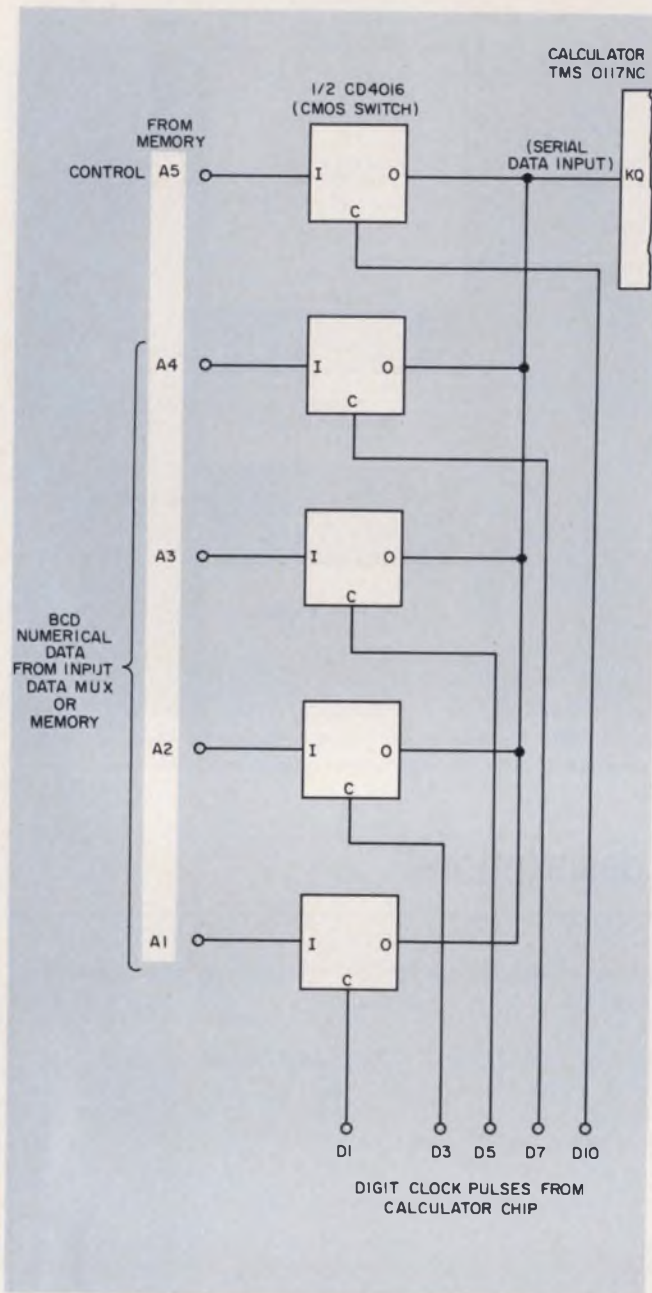 CALCULATOR
TMS 0117NC
1/2 CD4016
(CMOS SWITCH)
FROM
MEMORY
(SERIAL
DATA INPUT)
CONTROL A5
I O
C
KQ
A4
I O
C
A3
I O
C
BCD
NUMERICAL
DATA
FROM INPUT
DATA MUX
OR
MEMORY
A2
I O
C
A1
I O
C
D1 D3 D5 D7 D10
DIGIT CLOCK PULSES FROM
CALCULATOR CHIP